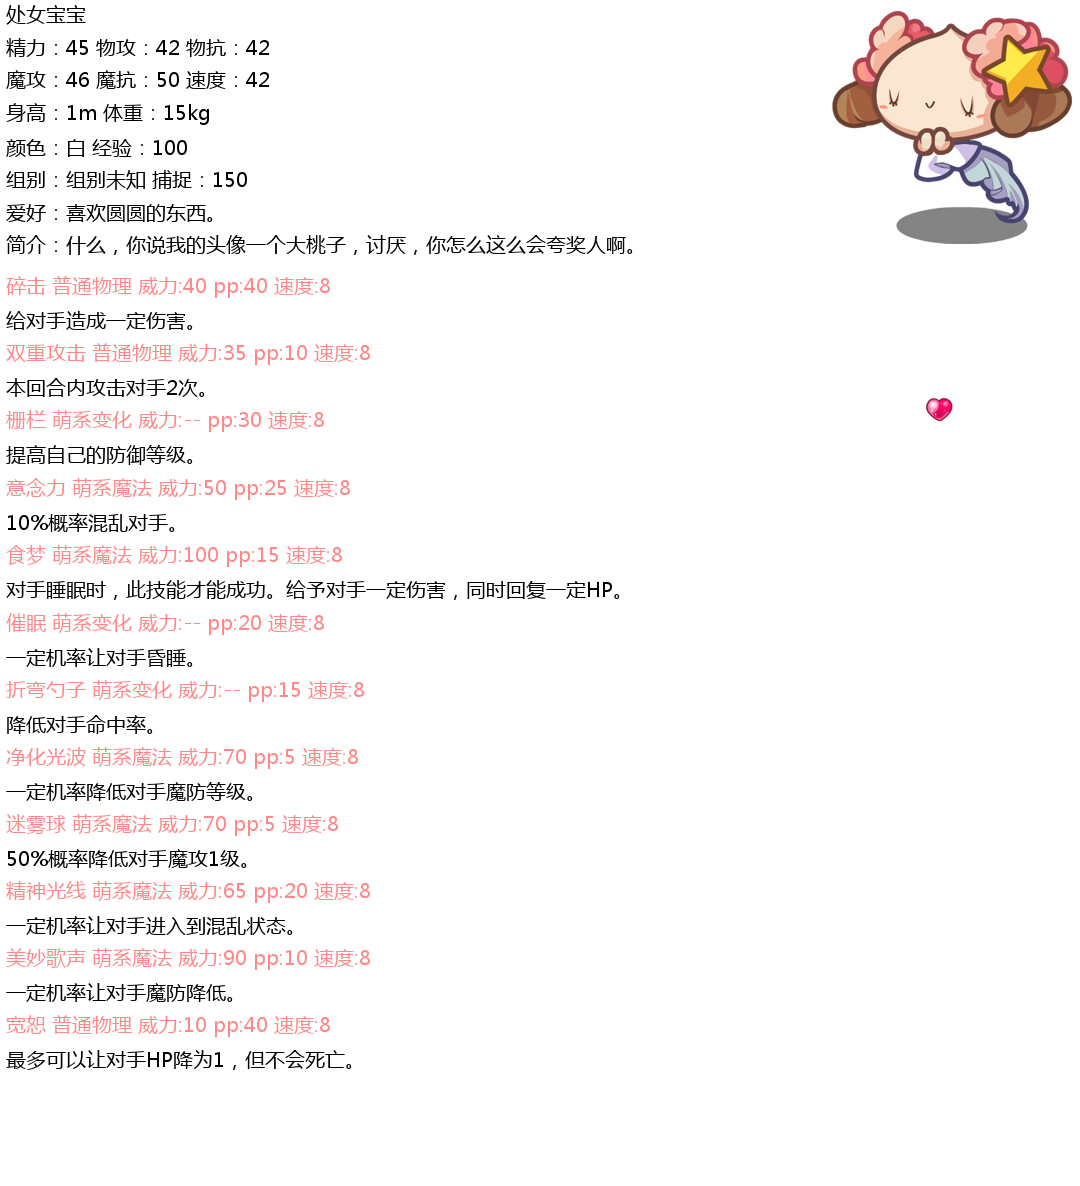 处女宝宝
精力：45 物攻：42 物抗：42
魔攻：46 魔抗：50 速度：42
身高：1m 体重：15kg
颜色：白 经验：100
组别：组别未知 捕捉：150
爱好：喜欢圆圆的东西。
简介：什么，你说我的头像一个大桃子，讨厌，你怎么这么会夸奖人啊。
碎击 普通物理 威力:40 pp:40 速度:8
给对手造成一定伤害。
双重攻击 普通物理 威力:35 pp:10 速度:8
本回合内攻击对手2次。
栅栏 萌系变化 威力:-- pp:30 速度:8
提高自己的防御等级。
意念力 萌系魔法 威力:50 pp:25 速度:8
10%概率混乱对手。
食梦 萌系魔法 威力:100 pp:15 速度:8
对手睡眠时，此技能才能成功。给予对手一定伤害，同时回复一定HP。
催眠 萌系变化 威力:-- pp:20 速度:8
一定机率让对手昏睡。
折弯勺子 萌系变化 威力:-- pp:15 速度:8
降低对手命中率。
净化光波 萌系魔法 威力:70 pp:5 速度:8
一定机率降低对手魔防等级。
迷雾球 萌系魔法 威力:70 pp:5 速度:8
50%概率降低对手魔攻1级。
精神光线 萌系魔法 威力:65 pp:20 速度:8
一定机率让对手进入到混乱状态。
美妙歌声 萌系魔法 威力:90 pp:10 速度:8
一定机率让对手魔防降低。
宽恕 普通物理 威力:10 pp:40 速度:8
最多可以让对手HP降为1，但不会死亡。